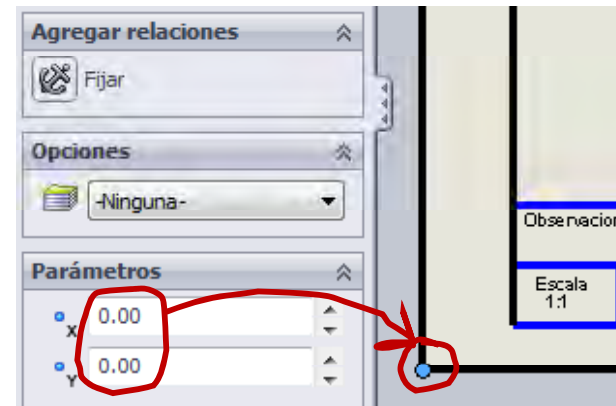 Agregar relaciones
Fijar
Opciones
-Ninguna-
Parámetros
X 0.00
Y 0.00
Observacion
Escala
1:1